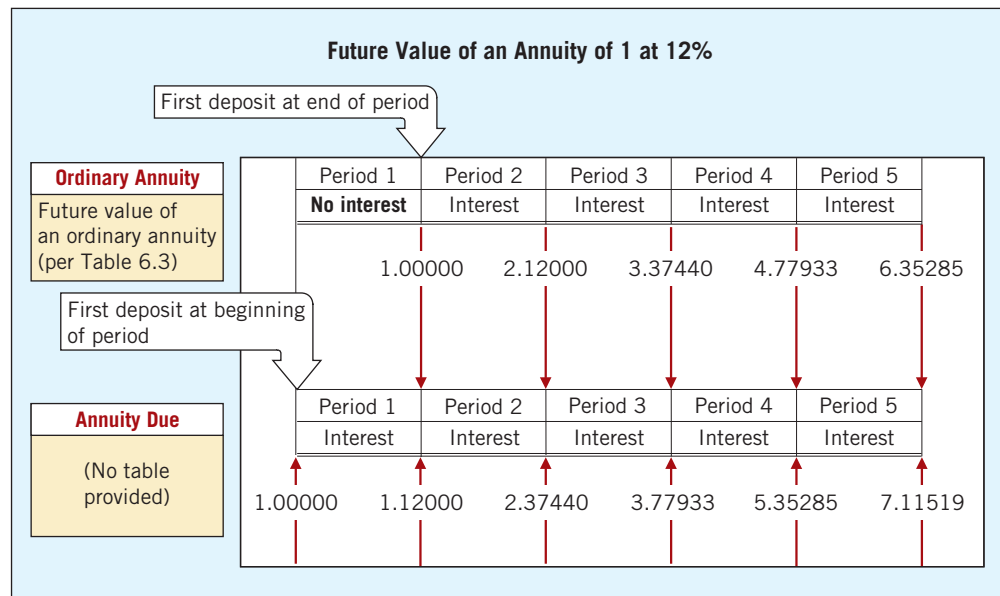 Future Value of an Annuity of 1 at 12%
First deposit at end of period
Ordinary Annuity
Future value of
an ordinary annuity
(per Table 6.3)
Period 1 Period 2 Period 3 Period 4 Period 5
No interest Interest Interest Interest Interest
1.00000 2.12000 3.37440 4.77933 6.35285
First deposit at beginning
of period
Annuity Due
(No table
provided)
Period 1 Period 2 Period 3 Period 4 Period 5
Interest Interest Interest Interest Interest
1.00000 1.12000 2.37440 3.77933 5.35285 7.11519